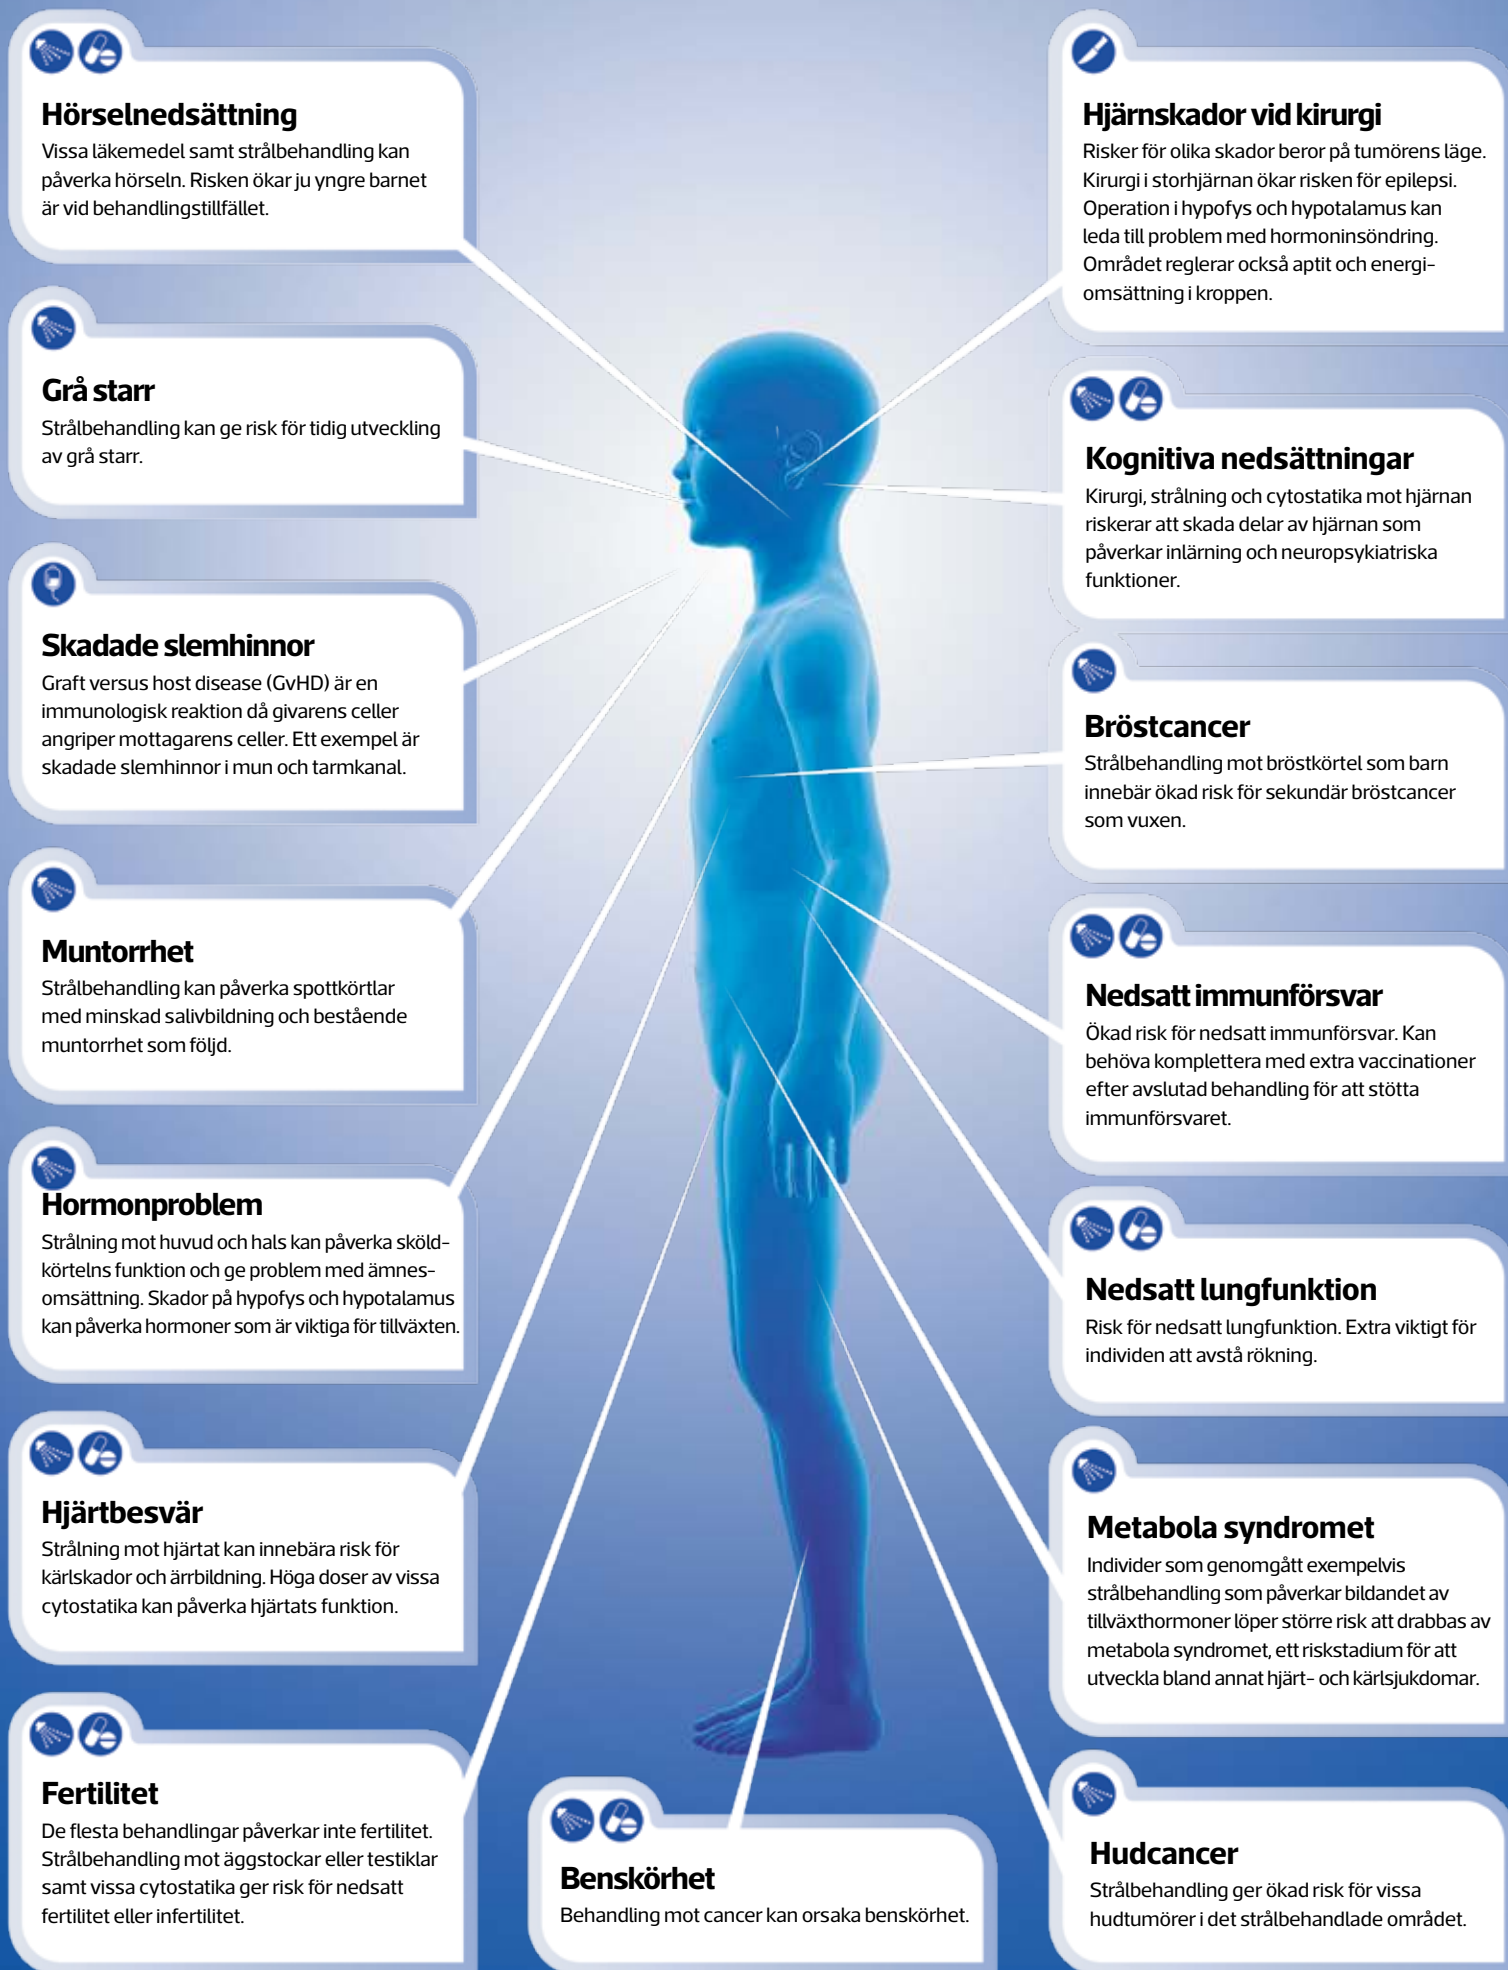 Hörselnedsättning
Vissa läkemedel samt strålbehandling kan
påverka hörseln. Risken ökar ju yngre barnet
är vid behandlingstillfället.
Grå starr
Strålbehandling kan ge risk för tidig utveckling
av grå starr.
Skadade slemhinnor
Graft versus host disease (GvHD) är en
immunologisk reaktion då givarens celler
angriper mottagarens celler. Ett exempel är
skadade slemhinnor i mun och tarmkanal.
Muntorrhet
Strålbehandling kan påverka spottkörtlar
med minskad salivbildning och bestående
muntorrhet som följd.
Hormonproblem
Strålning mot huvud och hals kan påverka sköld-
körtelns funktion och ge problem med ämnes-
omsättning. Skador på hypofys och hypotalamus
kan påverka hormoner som är viktiga för tillväxten.
Hjärtbesvär
Strålning mot hjärtat kan innebära risk för
kärlskador och ärrbildning. Höga doser av vissa
cytostatika kan påverka hjärtats funktion.
Fertilitet
De flesta behandlingar påverkar inte fertilitet.
Strålbehandling mot äggstockar eller testiklar
samt vissa cytostatika ger risk för nedsatt
fertilitet eller infertilitet.
Benskörhet
Behandling mot cancer kan orsaka benskörhet.
Hjärnskador vid kirurgi
Risker för olika skador beror på tumörens läge.
Kirurgi i storhjärnan ökar risken för epilepsi.
Operation i hypofys och hypotalamus kan
leda till problem med hormoninsöndring.
Området reglerar också aptit och energi-
omsättning i kroppen.
Kognitiva nedsättningar
Kirurgi, strålning och cytostatika mot hjärnan
riskerar att skada delar av hjärnan som
påverkar inlärning och neuropsykiatriska
funktioner.
Bröstcancer
Strålbehandling mot bröstkörtel som barn
innebär ökad risk för sekundär bröstcancer
som vuxen.
Nedsatt immunförsvar
Ökad risk för nedsatt immunförsvar. Kan
behöva komplettera med extra vaccinationer
efter avslutad behandling för att stötta
immunförsvaret.
Nedsatt lungfunktion
Risk för nedsatt lungfunktion. Extra viktigt för
individen att avstå rökning.
Metabola syndromet
Individer som genomgått exempelvis
strålbehandling som påverkar bildandet av
tillväxthormoner löper större risk att drabbas av
metabola syndromet, ett riskstadium för att
utveckla bland annat hjärt- och kärlsjukdomar.
Hudcancer
Strålbehandling ger ökad risk för vissa
hudtumörer i det strålbehandlade området.